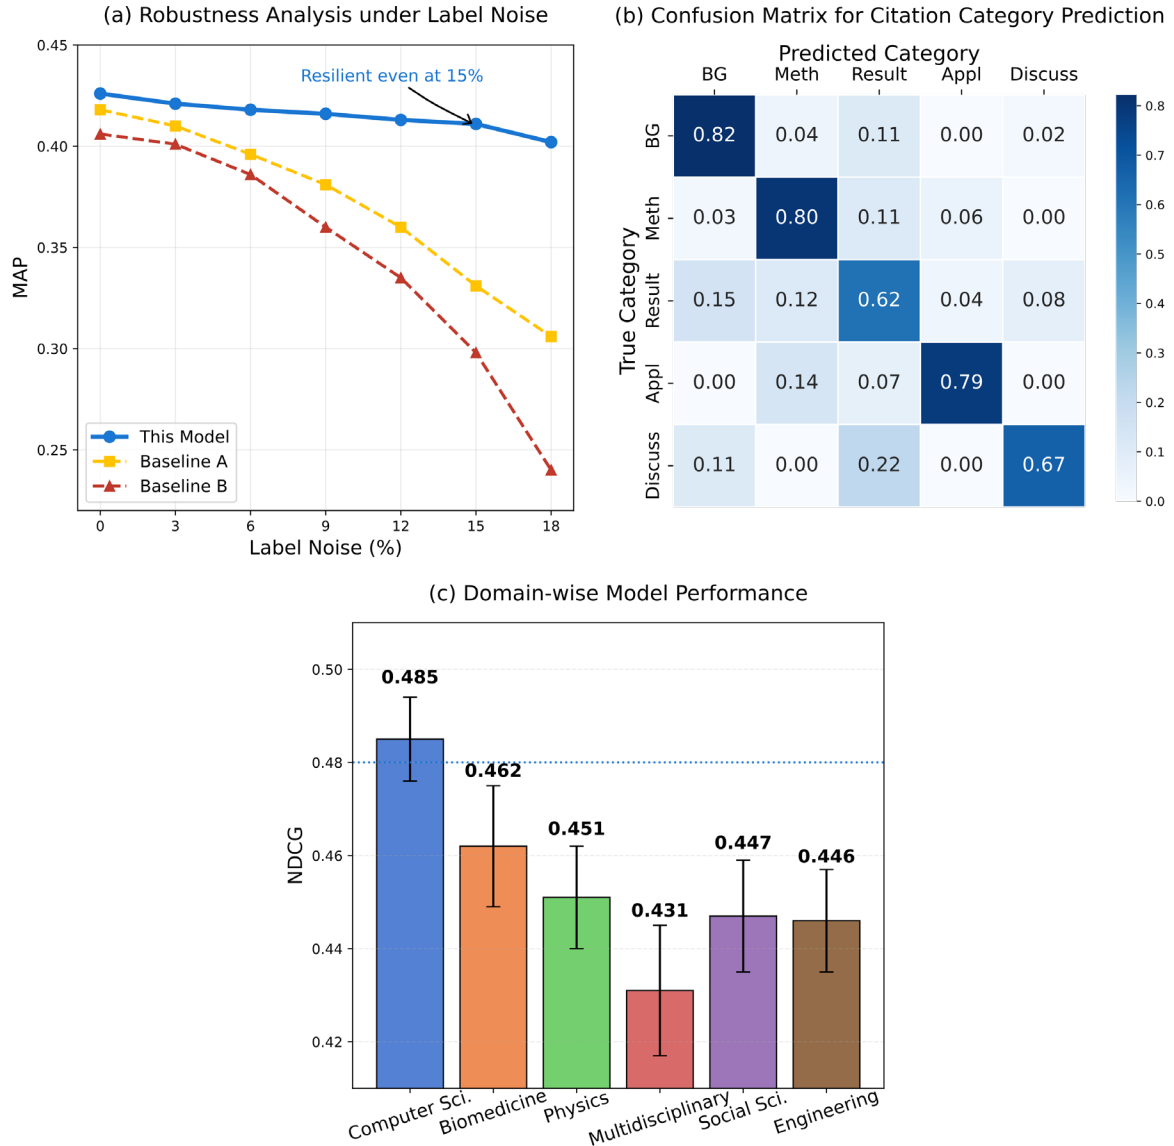 (a) Robustness Analysis under Label Noise
0.45
0.40
0.35
0.30
0.25
MAP
Resilient even at 15%
This Model
Baseline A
Baseline B
0 3 6 9 12 15 18
Label Noise (%)
(b) Confusion Matrix for Citation Category Prediction
Predicted Category
BG Meth Result Appl Discuss
True Category
BG 0.82 0.04 0.11 0.00 0.02
Meth 0.03 0.80 0.11 0.06 0.00
Result 0.15 0.12 0.62 0.04 0.08
Appl 0.00 0.14 0.07 0.79 0.00
Discuss 0.11 0.00 0.22 0.00 0.67
0.8
0.7
0.6
0.5
0.4
0.3
0.2
0.1
0.0
(c) Domain-wise Model Performance
NDCG
0.50
0.48
0.46
0.44
0.42
0.485
0.462
0.451
0.431
0.447
0.446
Computer Sci.
Biomedicine
Physics
Multidisciplinary
Social Sci.
Engineering